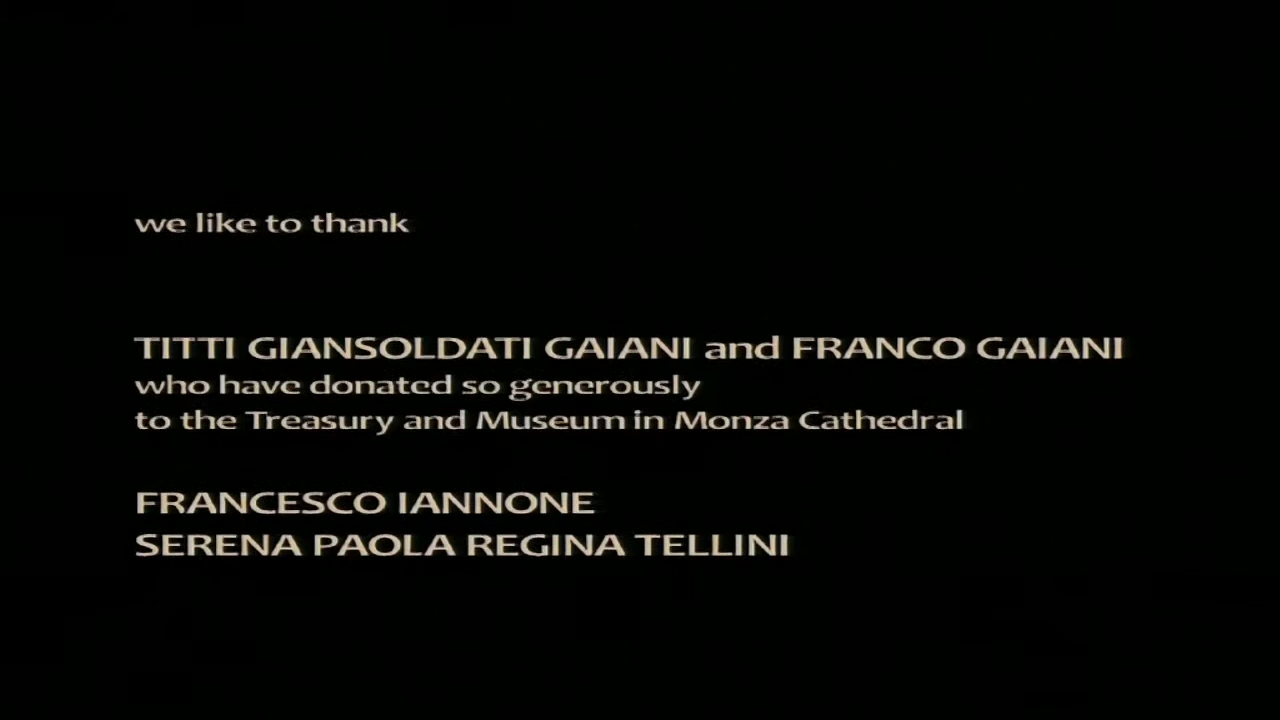 we like to thank
TITTI GIANSOLDATI GAIANI and FRANCO GAIANI
who have donated so generously
to the Treasury and Museum in Monza Cathedral
FRANCESCO IANNONE
SERENA PAOLA REGINA TELLINI